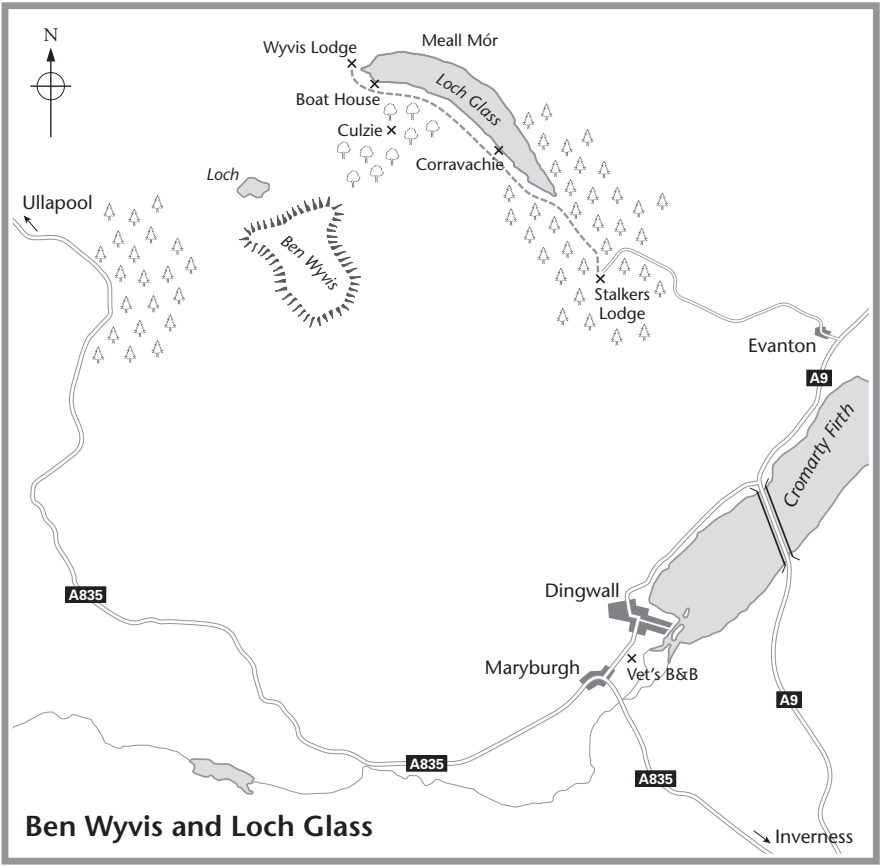 N
Wyvis Lodge
Meall Mór
Loch Glass
Boat House
Culzie
Corravachie
Loch
Ullapool
Ben Wyvis
Stalkers
Lodge
Evanton
A9
Cromarty Firth
A835
Dingwall
Maryburgh
Vet's B&B
A9
A835
A835
Ben Wyvis and Loch Glass
Inverness